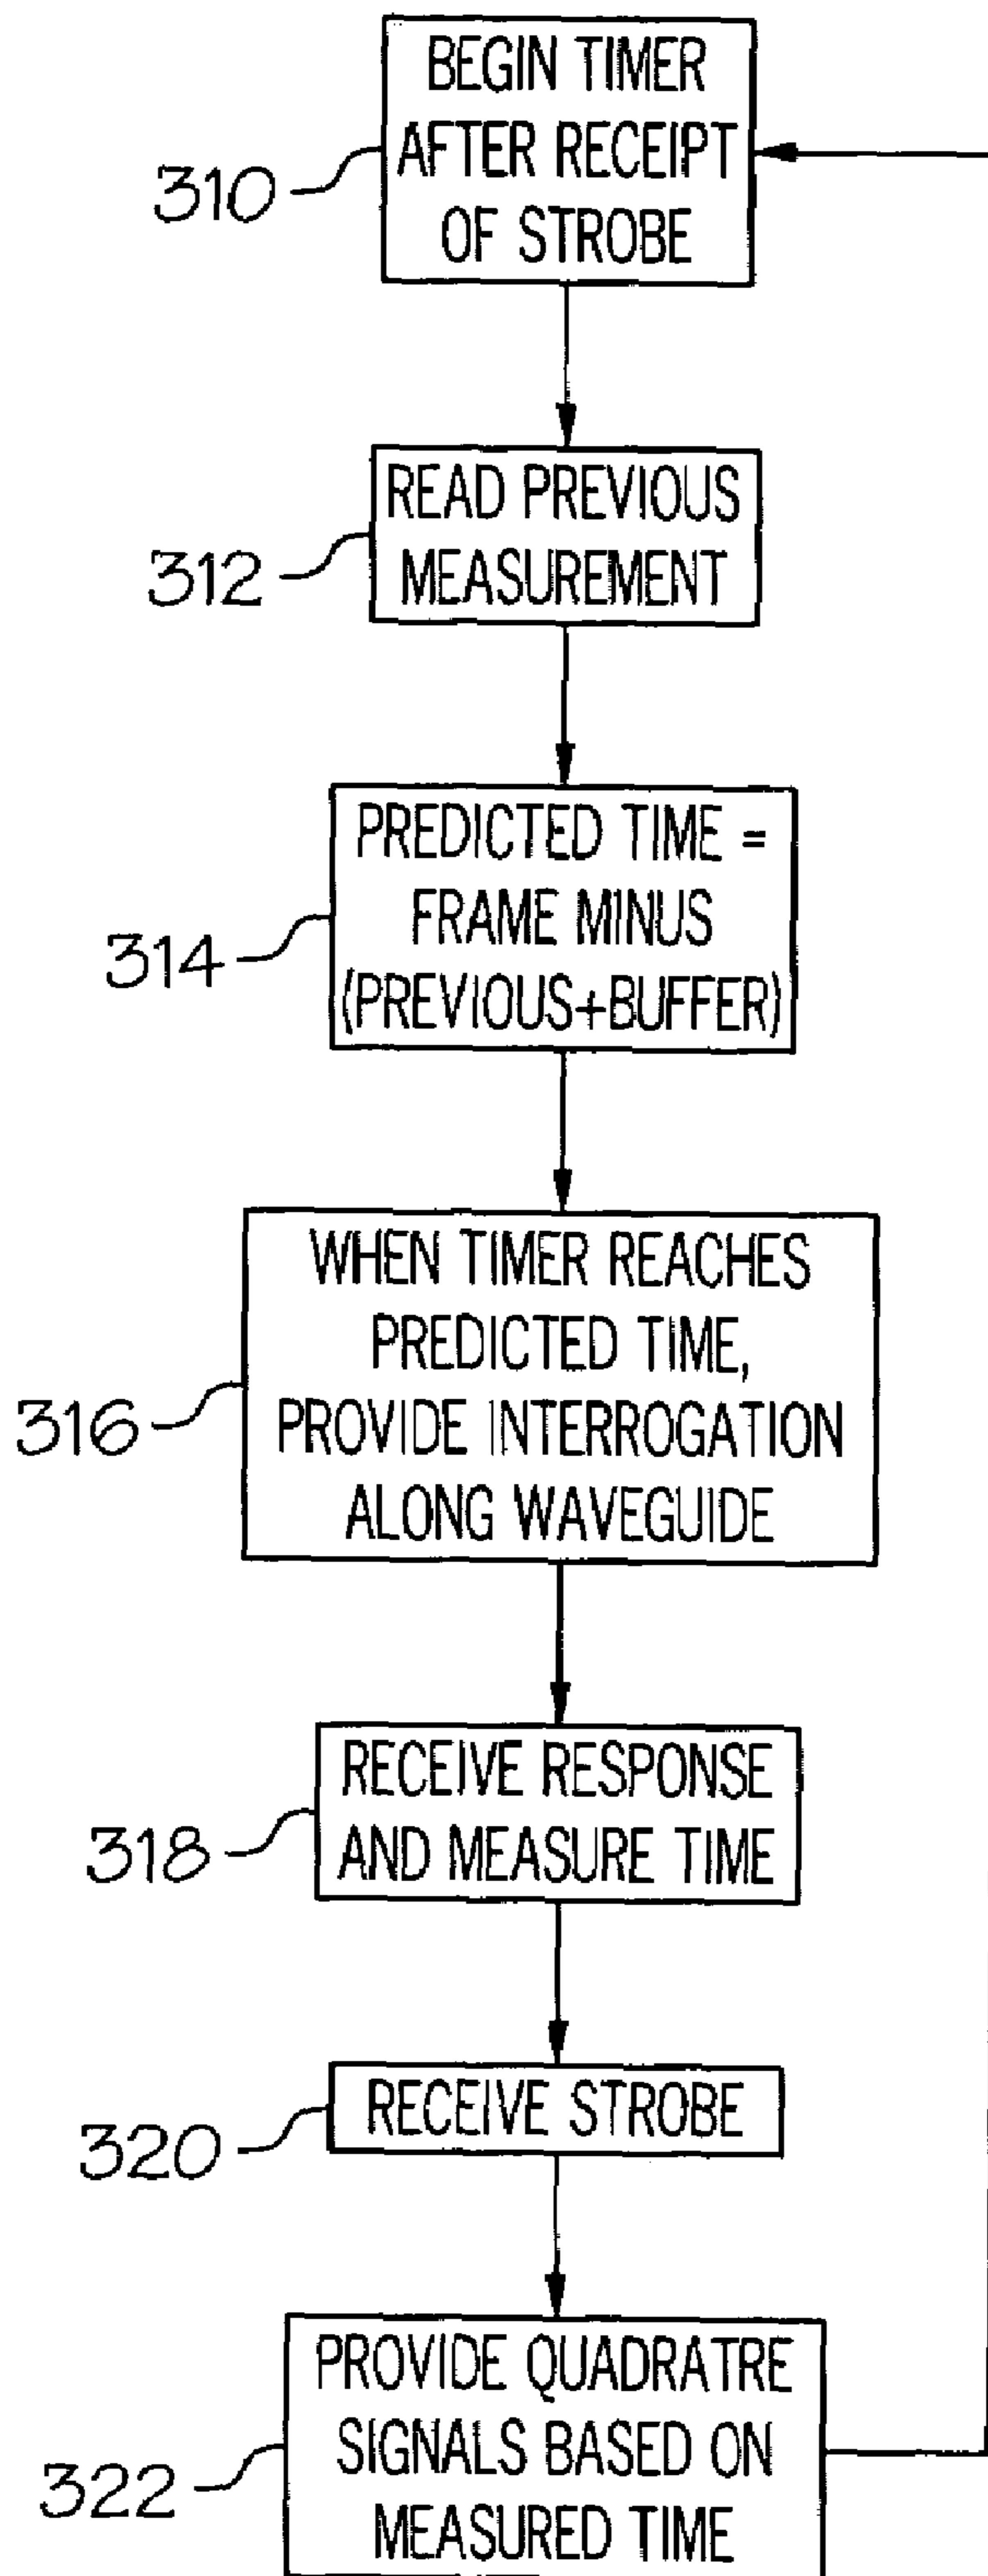 BEGIN TIMER
AFTER RECEIPT
OF STROBE
310
READ PREVIOUS
MEASUREMENT
312
PREDICTED TIME =
FRAME MINUS
(PREVIOUS+BUFFER)
314
WHEN TIMER REACHES
PREDICTED TIME,
PROVIDE INTERROGATION
ALONG WAVEGUIDE
316
RECEIVE RESPONSE
AND MEASURE TIME
318
RECEIVE STROBE
320
PROVIDE QUADRATRE
SIGNALS BASED ON
MEASURED TIME
322